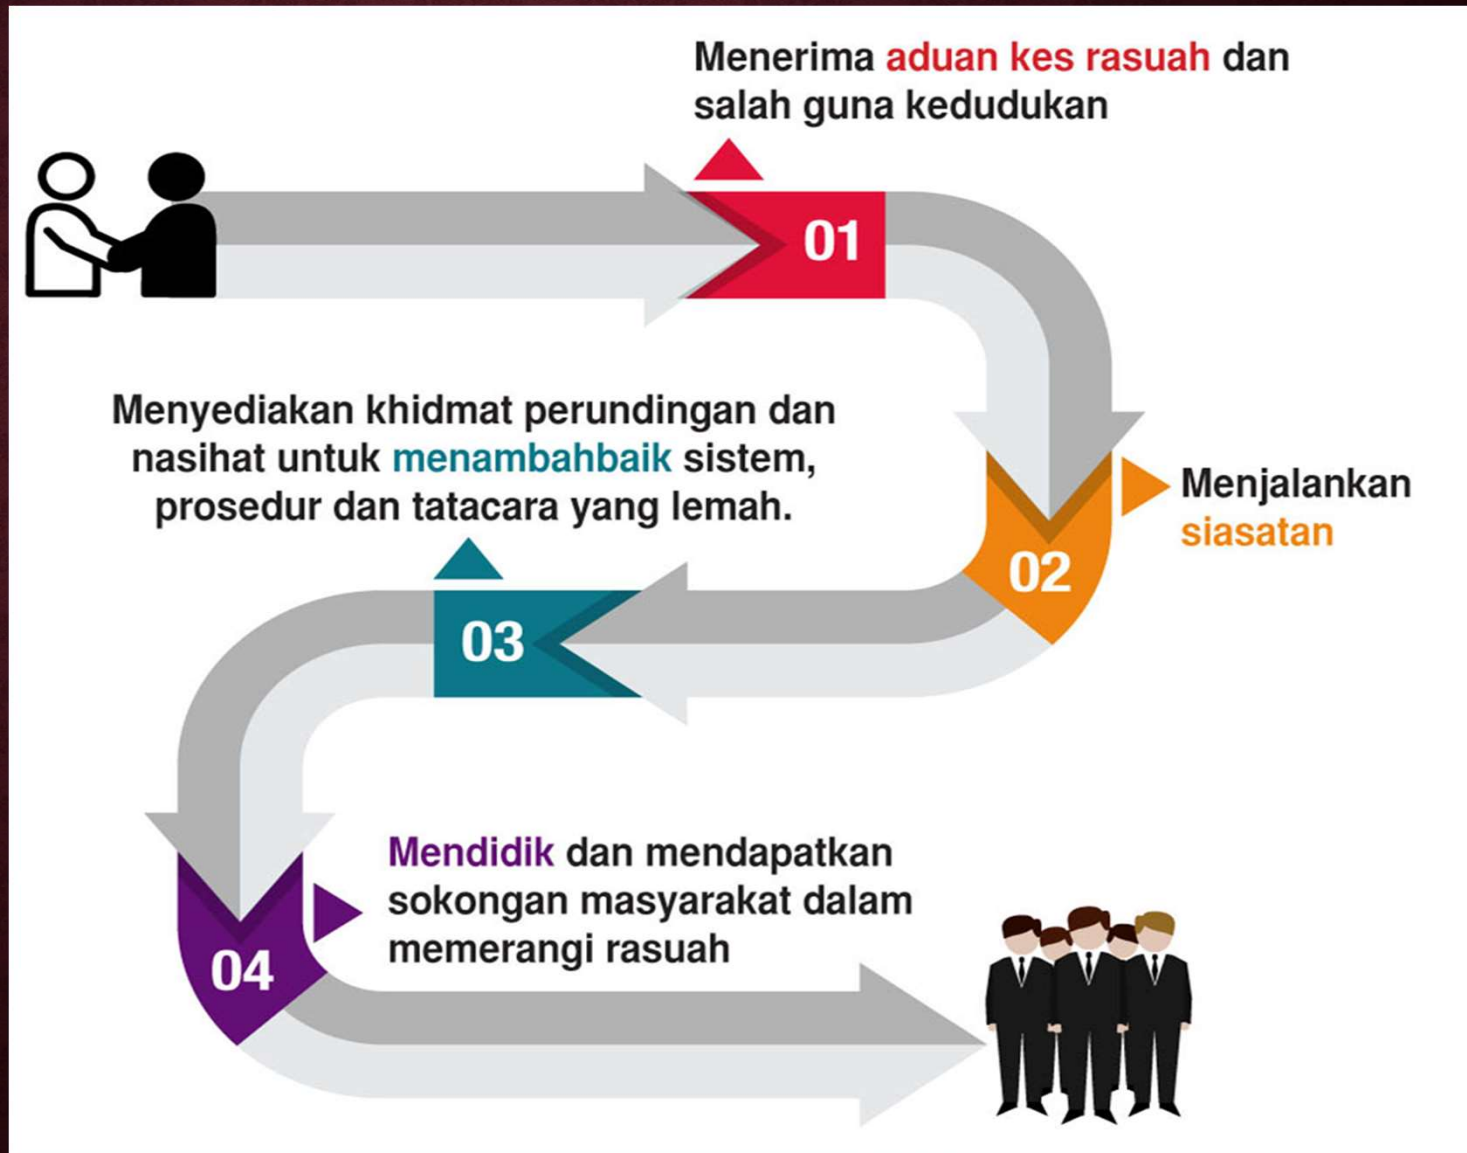 Menerima aduan kes rasuah dan
salah guna kedudukan
01
Menjalankan
siasatan
02
Menyediakan khidmat perundingan dan
nasihat untuk menambahbaik sistem,
prosedur dan tatacara yang lemah.
03
Mendidik dan mendapatkan
sokongan masyarakat dalam
memerangi rasuah
04